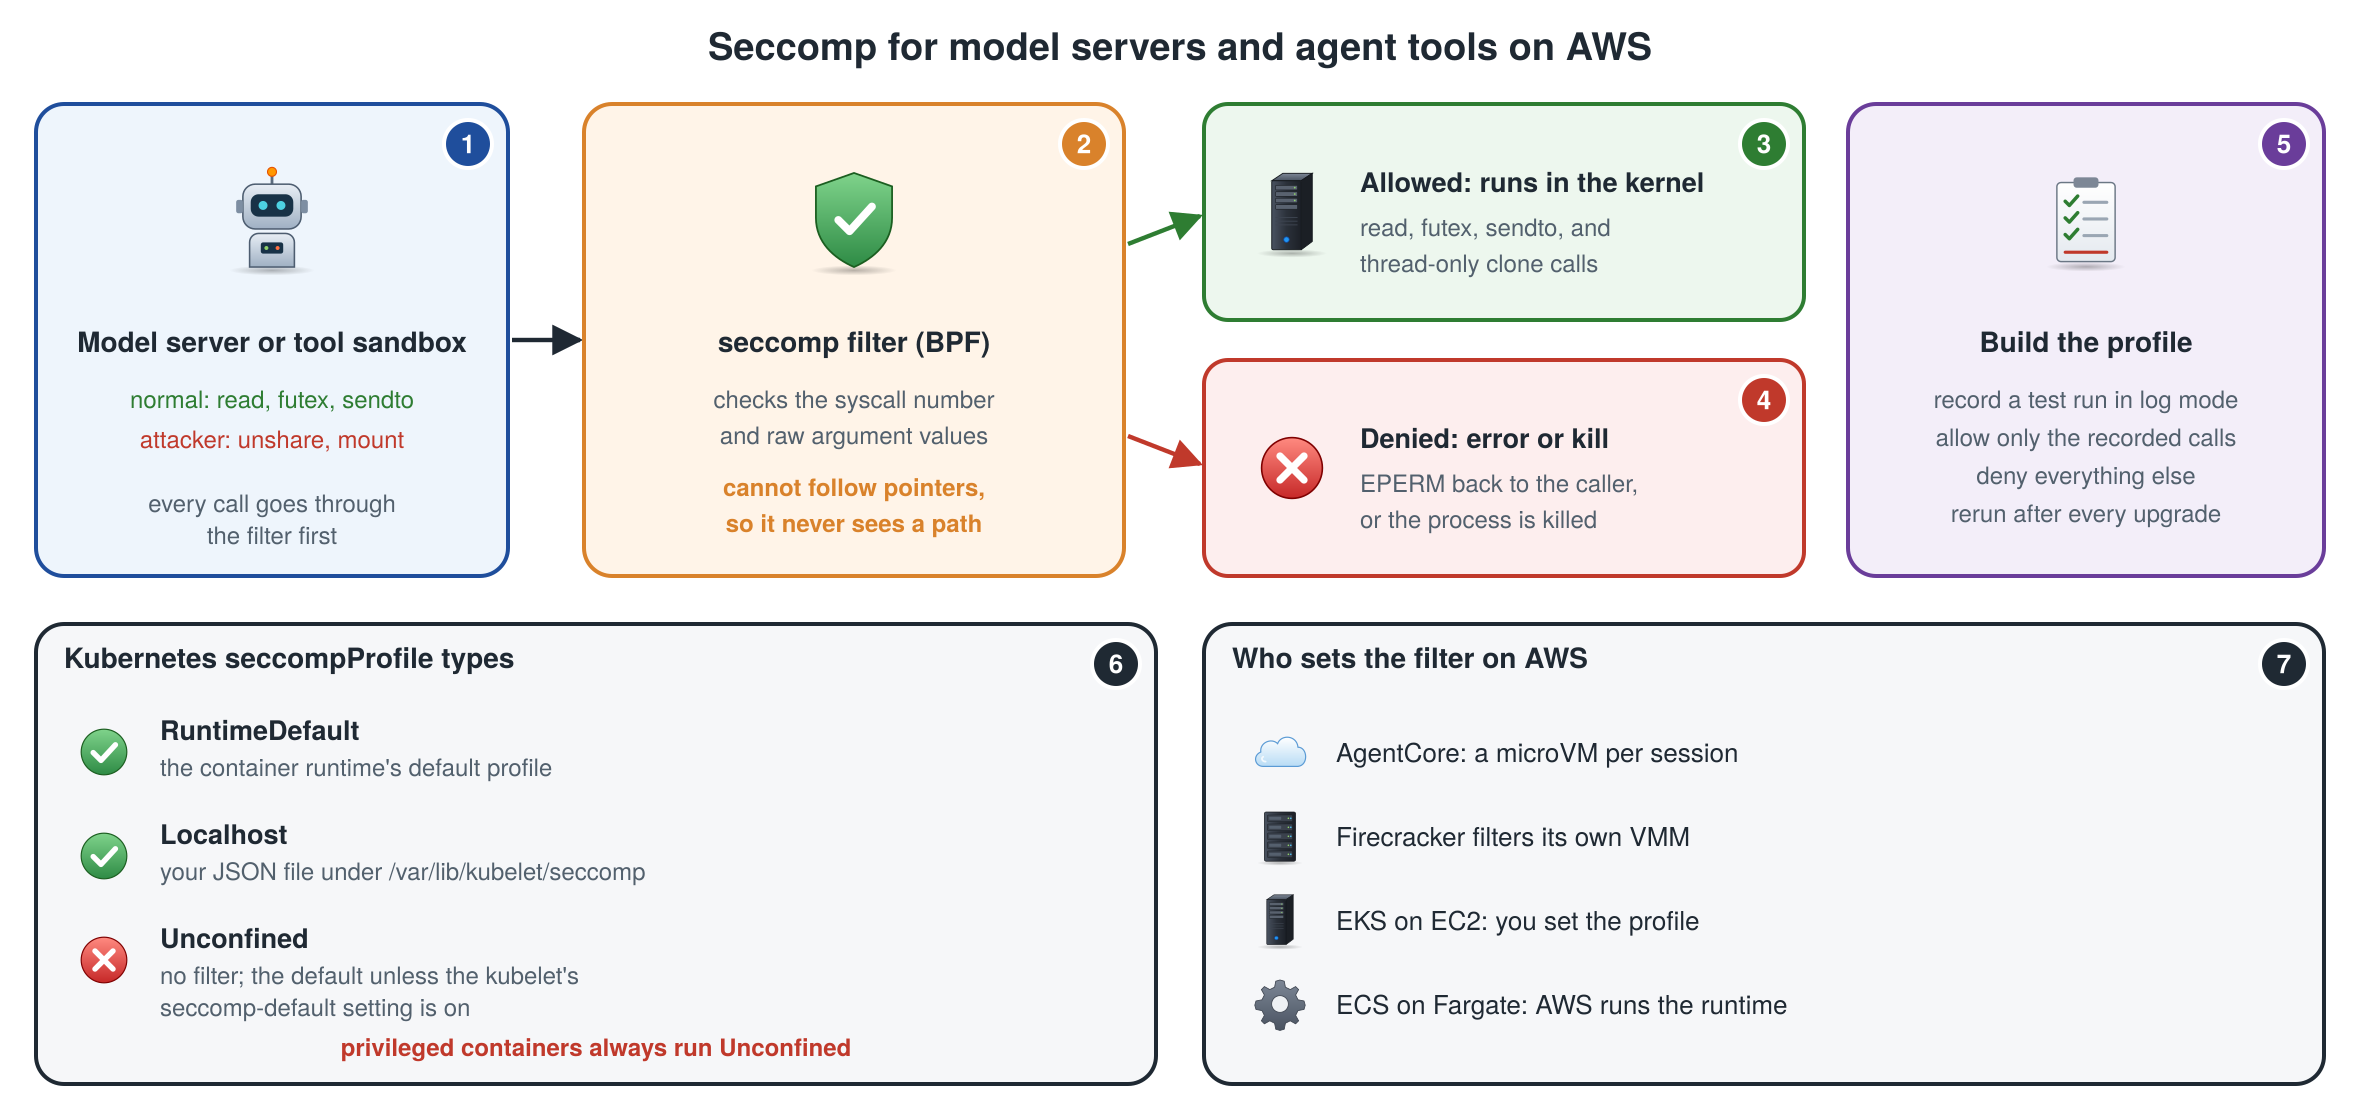 Seccomp for model servers and agent tools on AWS
1
Model server or tool sandbox
normal: read, futex, sendto
attacker: unshare, mount
every call goes through
the filter first
2
seccomp filter (BPF)
checks the syscall number
and raw argument values
cannot follow pointers,
so it never sees a path
3
Allowed: runs in the kernel
read, futex, sendto, and
thread-only clone calls
4
Denied: error or kill
EPERM back to the caller,
or the process is killed
5
Build the profile
record a test run in log mode
allow only the recorded calls
deny everything else
rerun after every upgrade
Kubernetes seccompProfile types
6
RuntimeDefault
the container runtime's default profile
Localhost
your JSON file under /var/lib/kubelet/seccomp
Unconfined
no filter; the default unless the kubelet's
seccomp-default setting is on
privileged containers always run Unconfined
Who sets the filter on AWS
7
AgentCore: a microVM per session
Firecracker filters its own VMM
EKS on EC2: you set the profile
ECS on Fargate: AWS runs the runtime